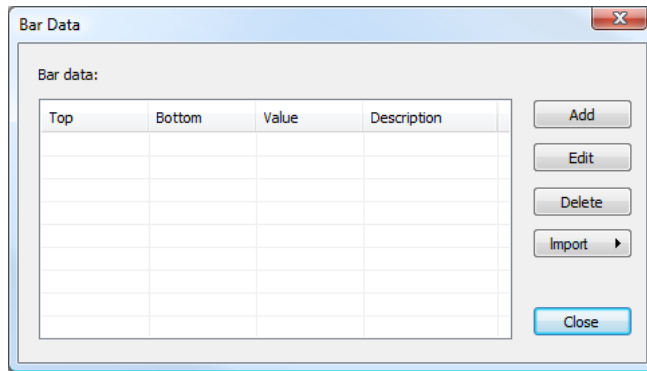 Bar Data
Bar data:
Top Bottom Value Description
Add
Edit
Delete
Import
Close